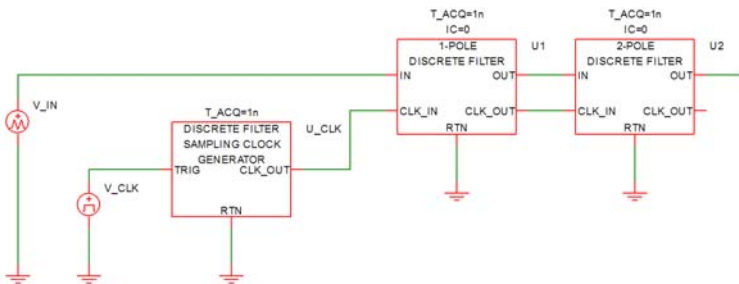 T_ACQ=1n
IC=0
1-POLE
DISCRETE FILTER
U1
IN
OUT
CLK_IN
CLK_OUT
RTN
T_ACQ=1n
IC=0
2-POLE
DISCRETE FILTER
U2
IN
OUT
CLK_IN
CLK_OUT
RTN
V_IN
T_ACQ=1n
DISCRETE FILTER
SAMPLING CLOCK
GENERATOR
U_CLK
TRIG
CLK_OUT
RTN
V_CLK